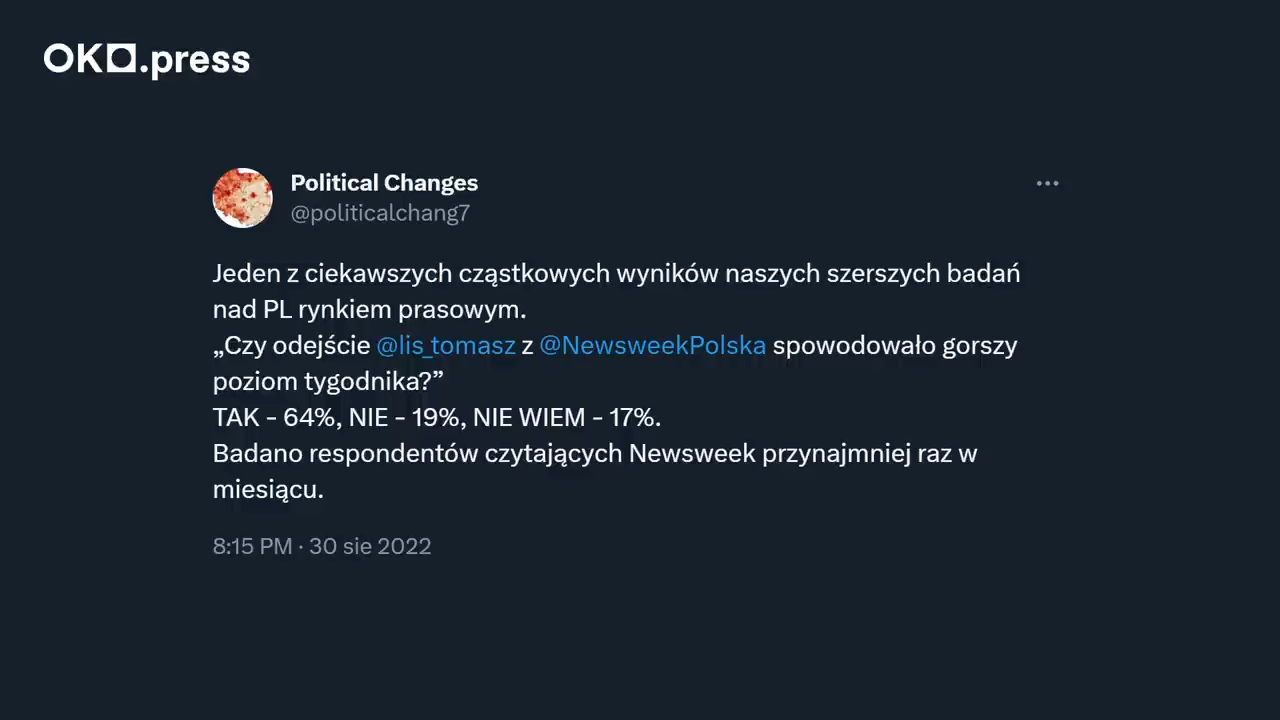 OKO.press
Political Changes
@politicalchang7
Jeden z ciekawszych cząstkowych wyników naszych szerszych badań
nad PL rynkiem prasowym.
„Czy odejście @lis_tomasz z @NewsweekPolska spowodowało gorszy
poziom tygodnika?”
TAK - 64%, NIE - 19%, NIE WIEM - 17%.
Badano respondentów czytających Newsweek przynajmniej raz w
miesiącu.
8:15 PM · 30 sie 2022